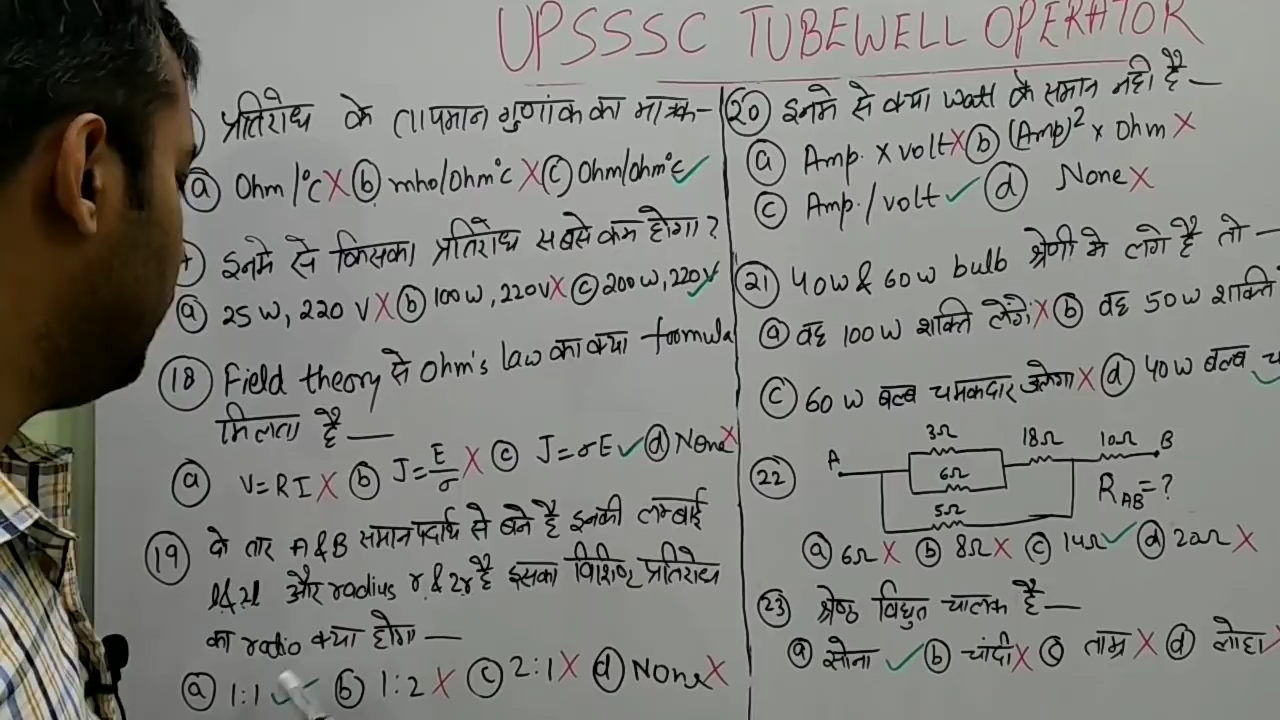 UPSSSC TUBEWELL OPERATOR
प्रतिरोध के तापमान गुणांक का मात्रक-
ⓐ Ohm/°C X ⓑ mho/Ohm°C X ⓒ Ohm/ohm°C ✓
इनमे से किसका प्रतिरोध सबसे कम होगा?
ⓐ 25W, 220 V X ⓑ 100W, 220V X ⓒ 200W, 220V ✓
⑱ Field theory से Ohm's law का क्या formula
मिलता है —
ⓐ V=RI X ⓑ J=E/σ X ⓒ J=σE ✓ ⓓ None X
⑲ के तार A&B समान पदार्थ से बने है इनकी लम्बाई
l&2l और radius r&2r है इसका विशिष्ट प्रतिरोध
का ratio क्या होगा —
ⓐ 1:1 ✓ ⓑ 1:2 X ⓒ 2:1 X ⓓ None X
⑳ इनमे से क्या watt के समान नही है —
ⓐ Amp. x volt X ⓑ (Amp)² x Ohm X
ⓒ Amp./volt ✓ ⓓ None X
㉑ 40W & 60W bulb श्रेणी मे लगे है तो —
ⓐ वह 100W शक्ति लेंगे X ⓑ वह 50W शक्ति
ⓒ 60W बल्ब चमकदार जलेगा X ⓓ 40W बल्ब
㉒ A 3Ω 6Ω 5Ω 18Ω 10Ω B
R_AB=?
ⓐ 6Ω X ⓑ 8Ω X ⓒ 14Ω ✓ ⓓ 20Ω X
㉓ श्रेष्ठ विधुत चालक है —
ⓐ सोना ✓ ⓑ चांदी X ⓒ ताम्र X ⓓ लोहा X